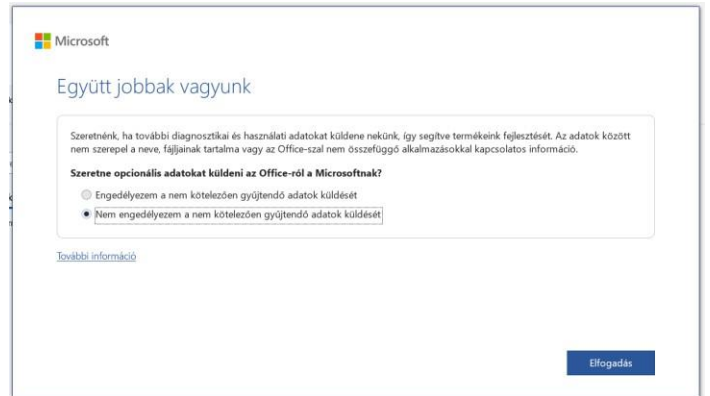 Microsoft
Együtt jobbak vagyunk
Szeretnénk, ha további diagnosztikai és használati adatokat küldene nekünk, így segítve termékeink fejlesztését. Az adatok között
nem szerepel a neve, fájljainak tartalma vagy az Office-szal nem összefüggő alkalmazásokkal kapcsolatos információ.
Szeretne opcionális adatokat küldeni az Office-ról a Microsoftnak?
Engedélyezem a nem kötelezően gyűjtendő adatok küldését
Nem engedélyezem a nem kötelezően gyűjtendő adatok küldését
További információ
Elfogadás